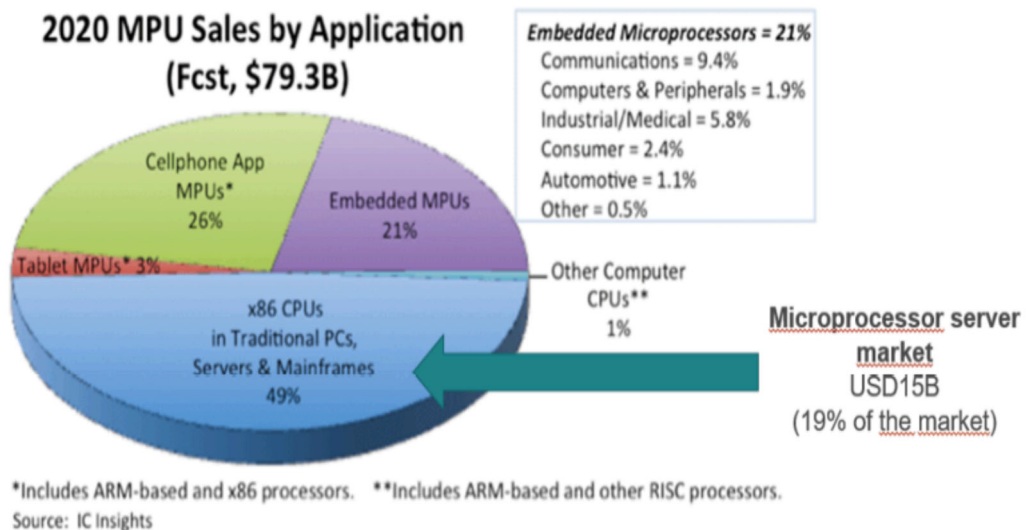 2020 MPU Sales by Application
(Fcst, $79.3B)
Embedded Microprocessors = 21%
Communications = 9.4%
Computers & Peripherals = 1.9%
Industrial/Medical = 5.8%
Consumer = 2.4%
Automotive = 1.1%
Other = 0.5%
Cellphone App
MPUs*
26%
Embedded MPUs
21%
Tablet MPUs* 3%
Other Computer
CPUs**
1%
x86 CPUs
in Traditional PCs,
Servers & Mainframes
49%
Microprocessor server
market
USD15B
(19% of the market)
*Includes ARM-based and x86 processors. **Includes ARM-based and other RISC processors.
Source: IC Insights